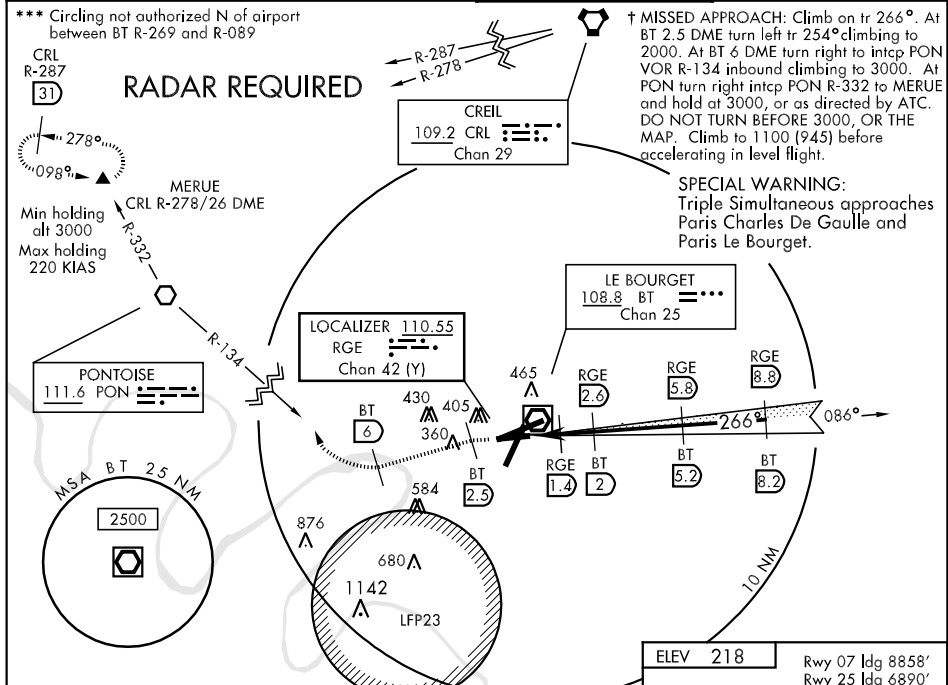 *** Circling not authorized N of airport
between BT R-269 and R-089
CRL
R-287
31
RADAR REQUIRED
R-287
R-278
† MISSED APPROACH: Climb on tr 266°. At
BT 2.5 DME turn left tr 254° climbing to
2000. At BT 6 DME turn right to intcp PON
VOR R-134 inbound climbing to 3000. At
PON turn right intcp PON R-332 to MERUE
and hold at 3000, or as directed by ATC.
DO NOT TURN BEFORE 3000, OR THE
MAP. Climb to 1100 (945) before
accelerating in level flight.
CREIL
109.2 CRL
Chan 29
278°
098°
MERUE
CRL R-278/26 DME
Min holding
alt 3000
Max holding
220 KIAS
R-332
SPECIAL WARNING:
Triple Simultaneous approaches
Paris Charles De Gaulle and
Paris Le Bourget.
LE BOURGET
108.8 BT
Chan 25
LOCALIZER 110.55
RGE
Chan 42 (Y)
R-134
PONTOISE
111.6 PON
465
RGE
2.6
RGE
5.8
RGE
8.8
BT
6
430
405
360
266°
086°
BT
2.5
RGE
1.4
BT
2
BT
5.2
BT
8.2
MSA BT 25 NM
2500
584
876
680
1142
LFP23
10 NM
ELEV 218
Rwy 07 ldg 8858'
Rwy 25 ldg 6890'